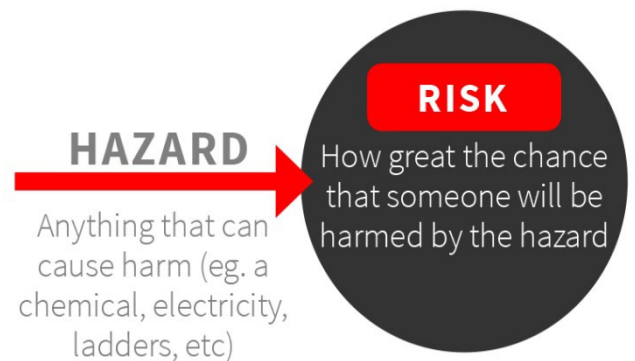 HAZARD
Anything that can
cause harm (eg. a
chemical, electricity,
ladders, etc)
RISK
How great the chance
that someone will be
harmed by the hazard